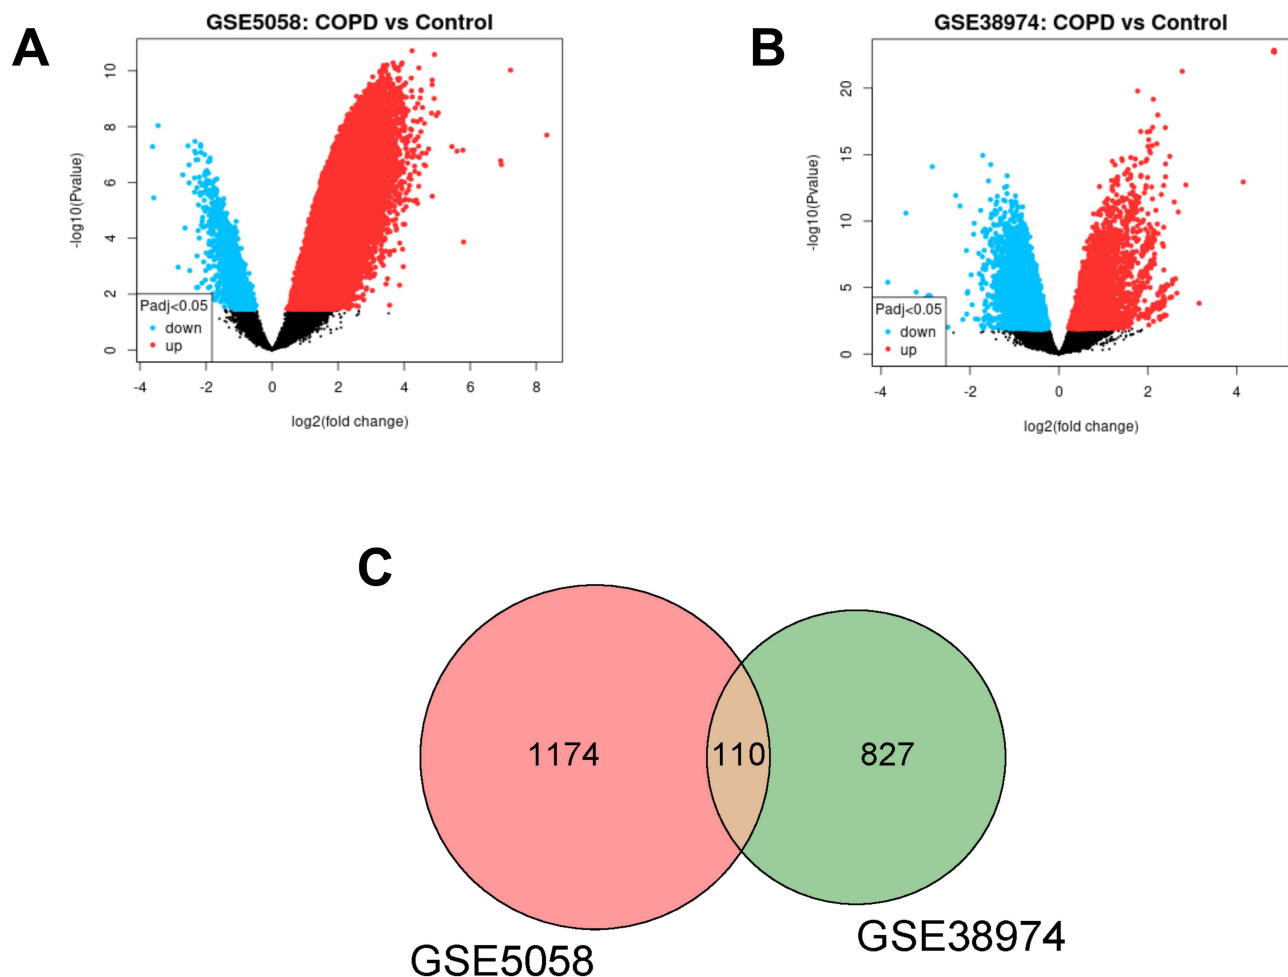 A
GSE5058: COPD vs Control
-log10(Pvalue)
10
8
6
4
2
0
Padj<0.05
down
up
-4 -2 0 2 4 6 8
log2(fold change)
B
GSE38974: COPD vs Control
-log10(Pvalue)
20
15
10
5
0
Padj<0.05
down
up
-4 -2 0 2 4
log2(fold change)
C
1174 110 827
GSE5058
GSE38974